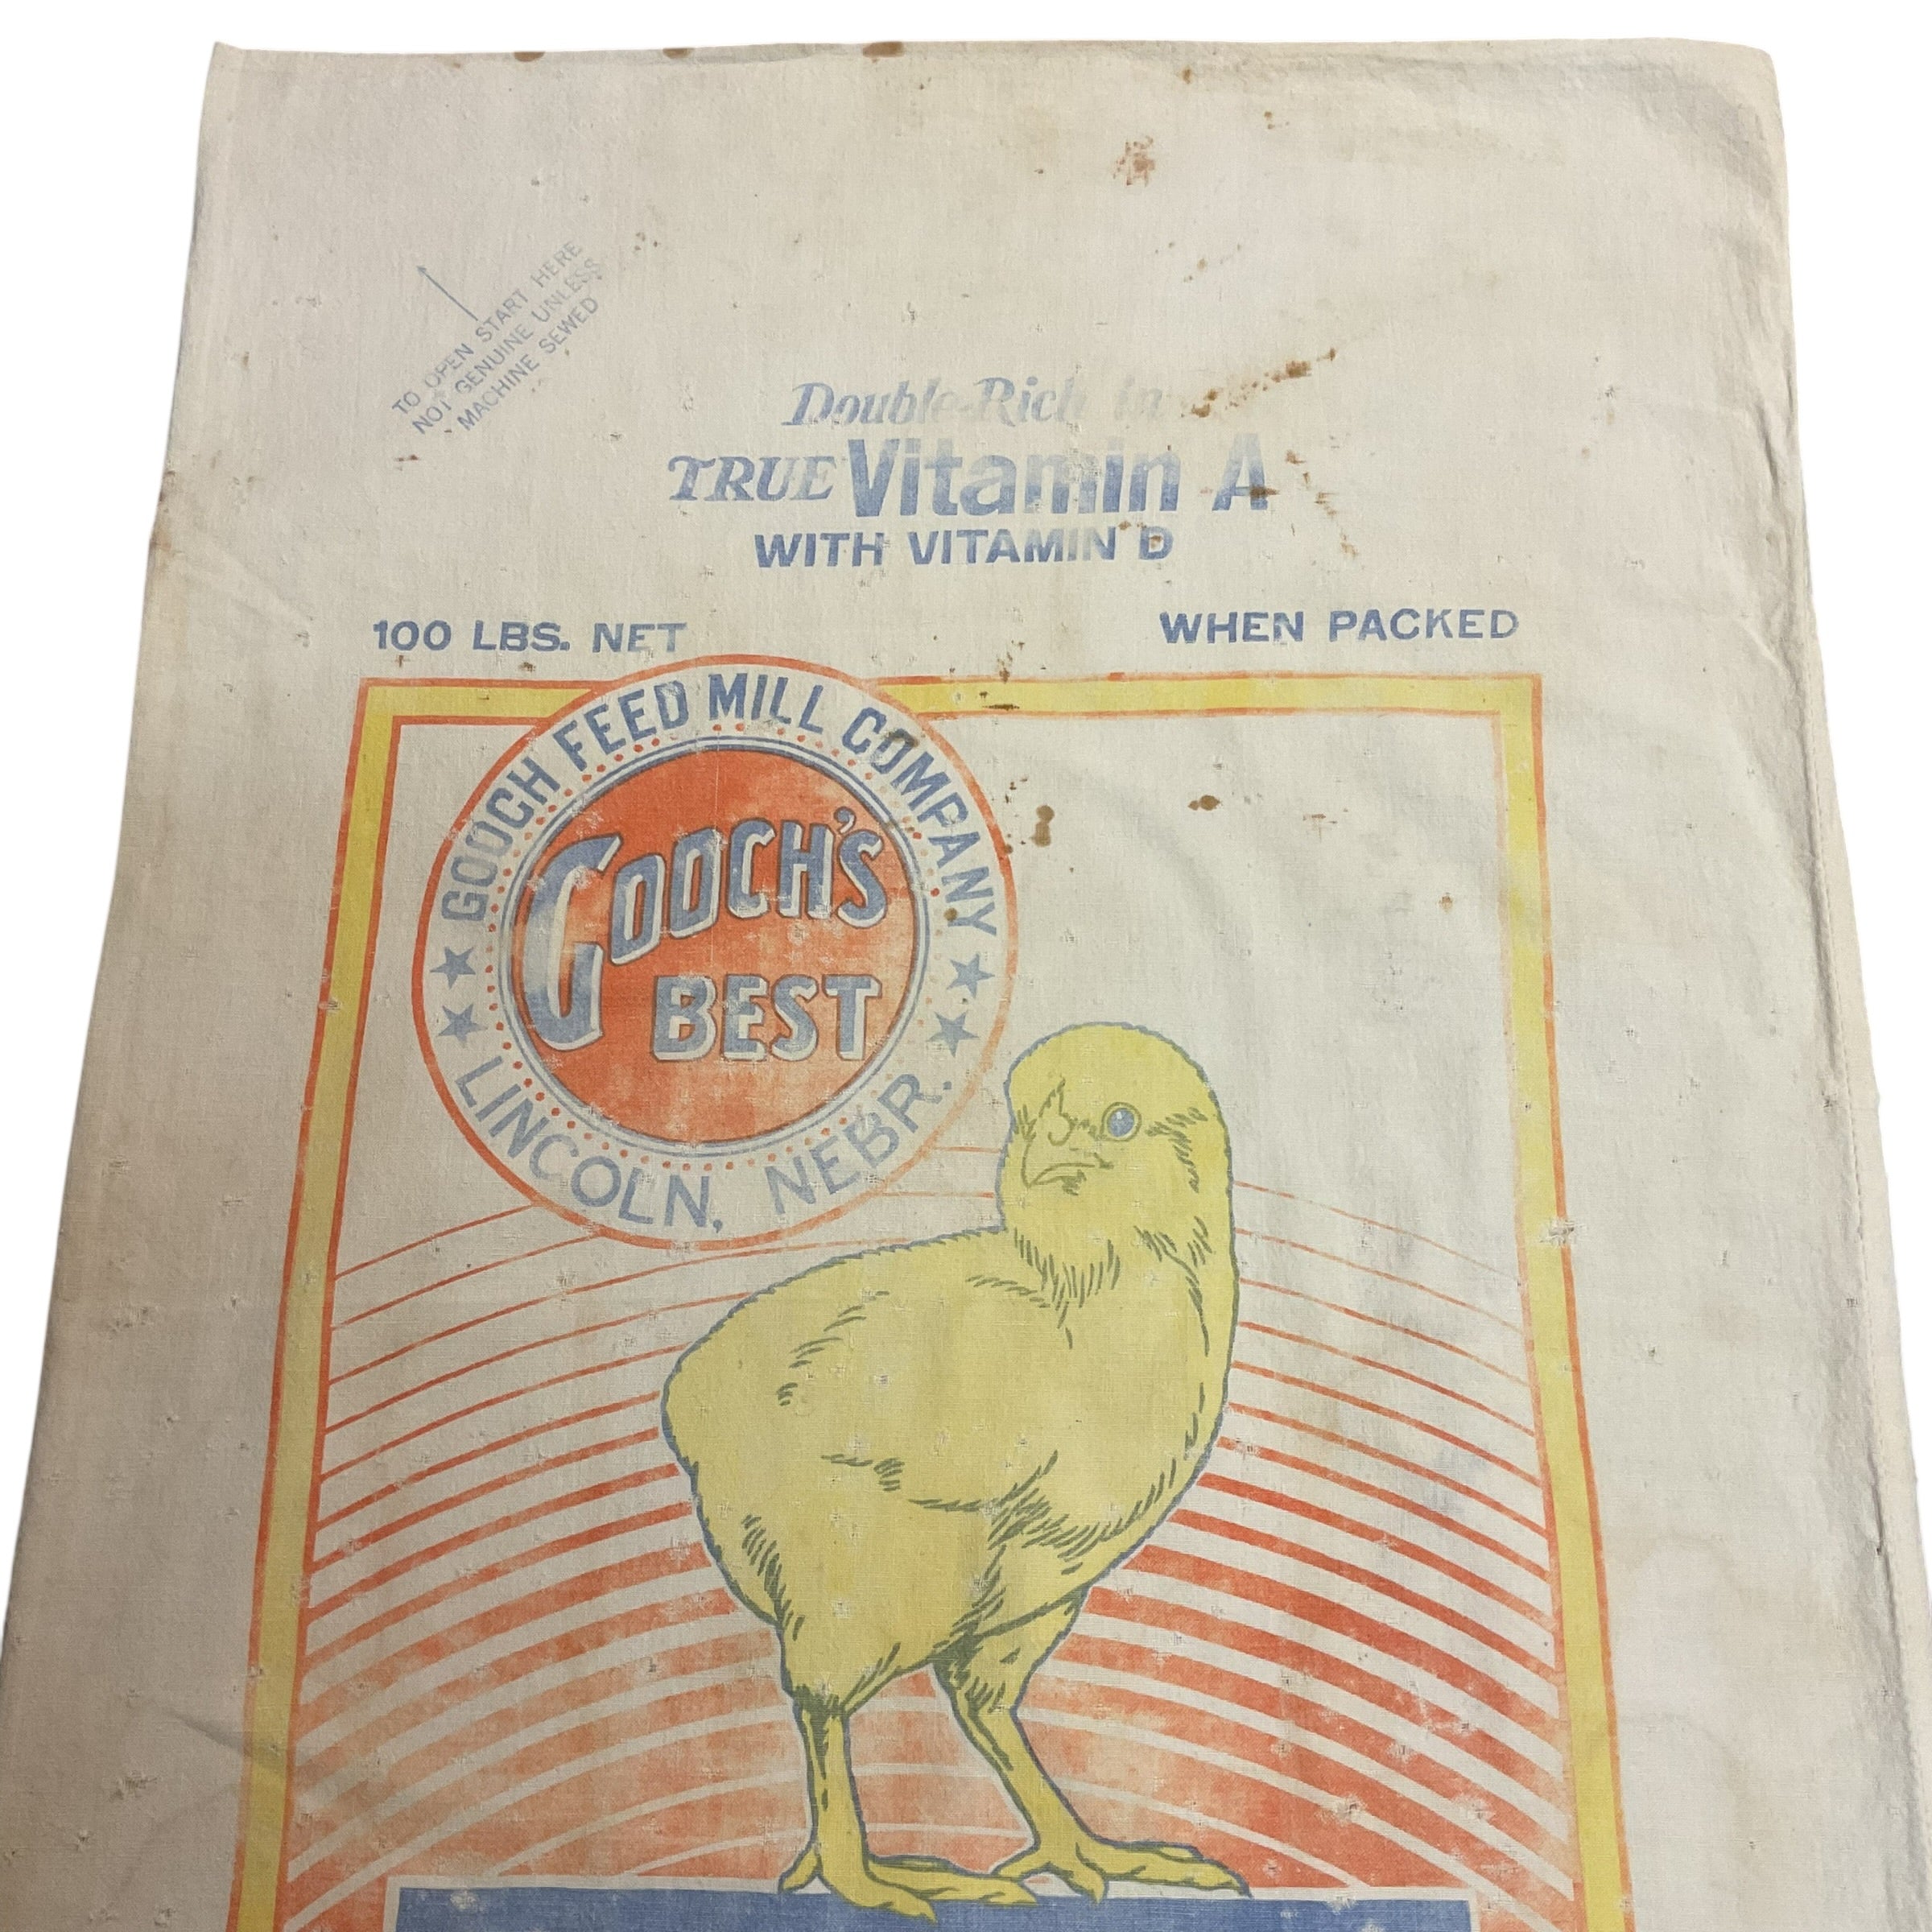 TO OPEN START HERE
NOT GENUINE UNLESS
MACHINE SEWED
Double-Rich in
TRUE Vitamin A
WITH VITAMIN D
100 LBS. NET
WHEN PACKED
GOOCH FEED MILL COMPANY
GOOCH'S
BEST
LINCOLN, NEBR.